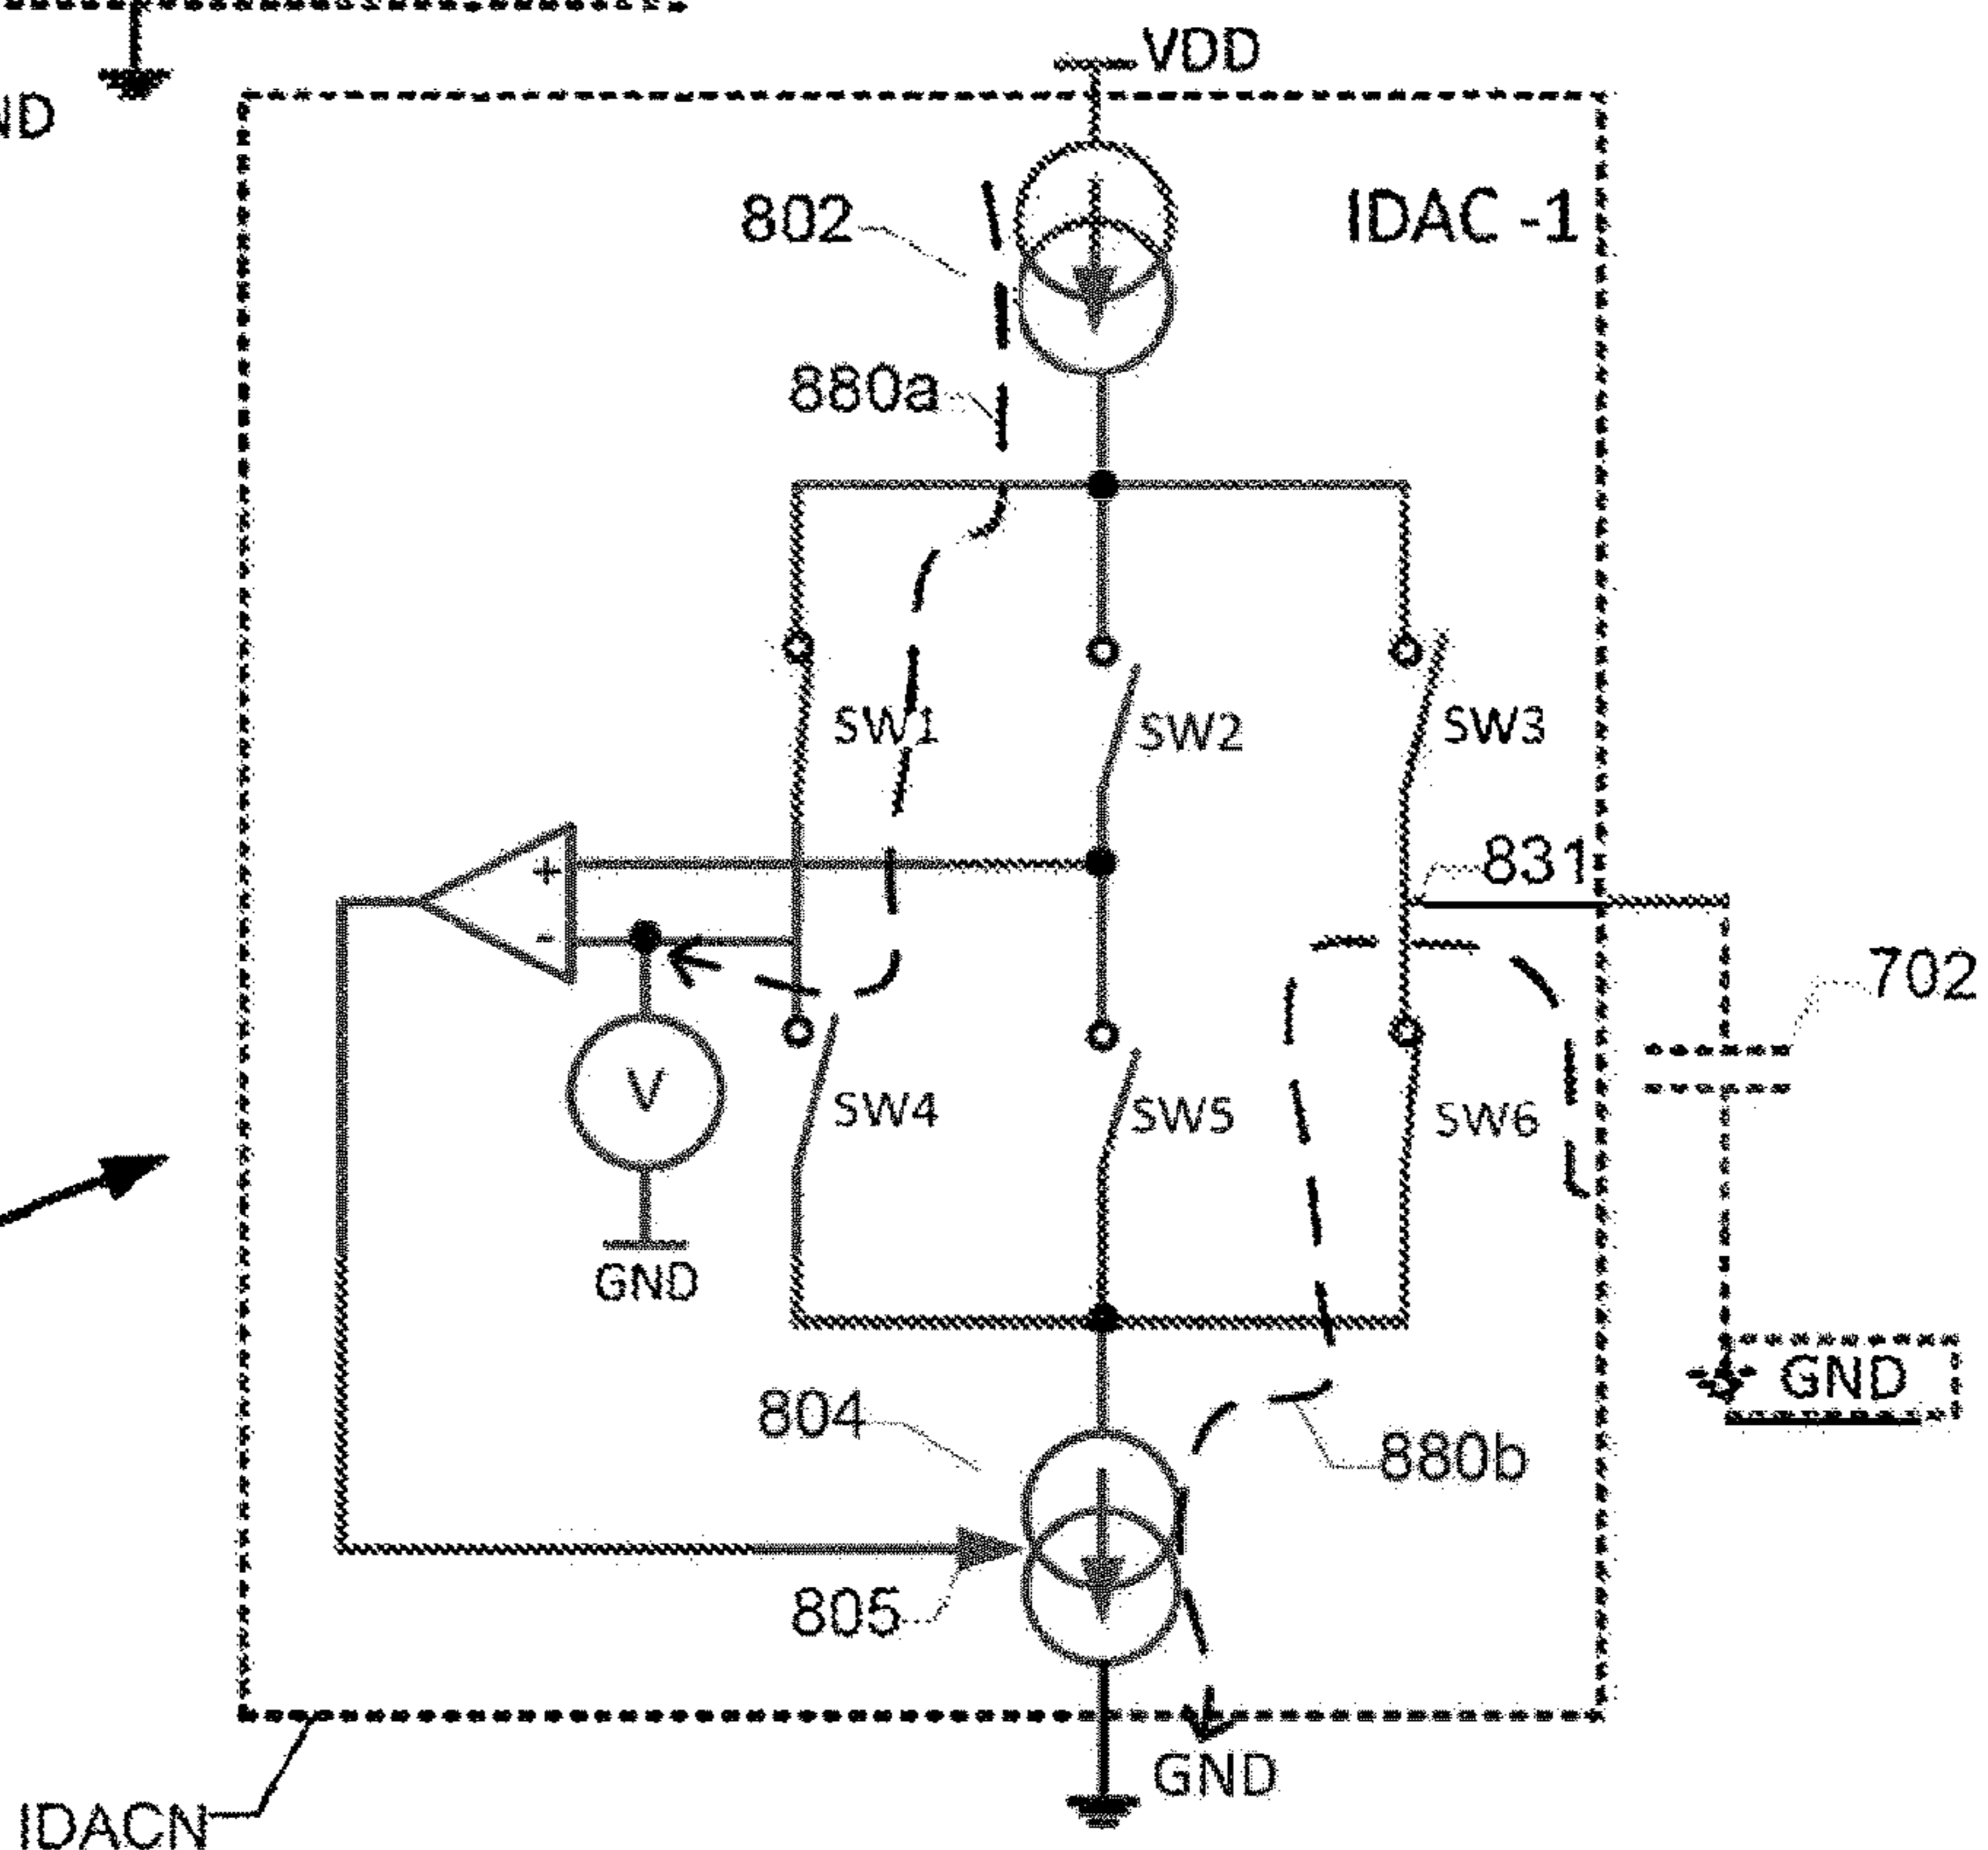 VDD
802
IDAC -1
880a
SW1
SW2
SW3
831
+
-
702
V
SW4
SW5
SW6
GND
GND
804
880b
805
GND
IDACN